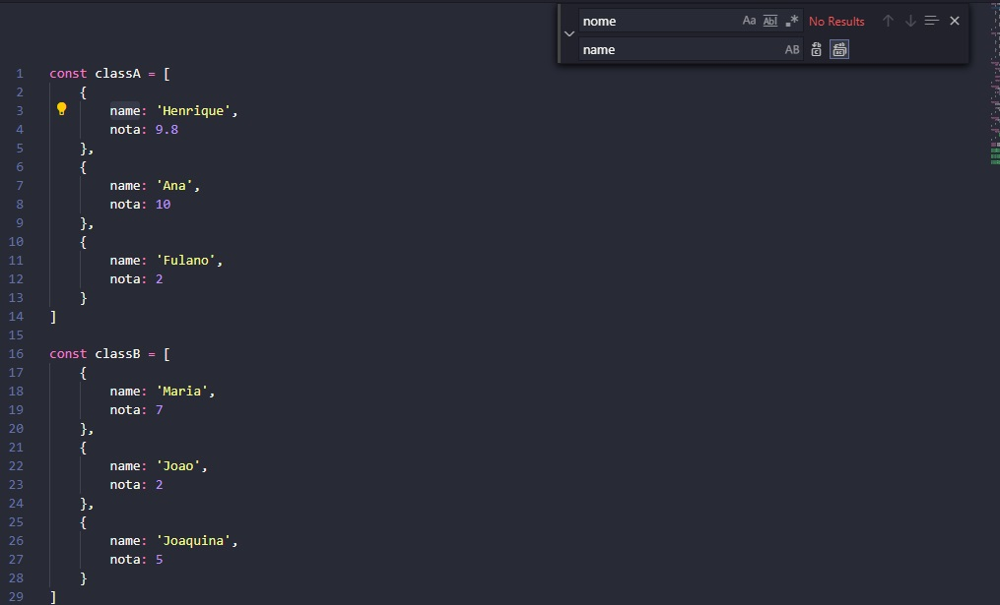 nome Aa Abl .* No Results
name AB
1 const classA = [
2 {
3 name: 'Henrique',
4 nota: 9.8
5 },
6 {
7 name: 'Ana',
8 nota: 10
9 },
10 {
11 name: 'Fulano',
12 nota: 2
13 }
14 ]
15
16 const classB = [
17 {
18 name: 'Maria',
19 nota: 7
20 },
21 {
22 name: 'Joao',
23 nota: 2
24 },
25 {
26 name: 'Joaquina',
27 nota: 5
28 }
29 ]